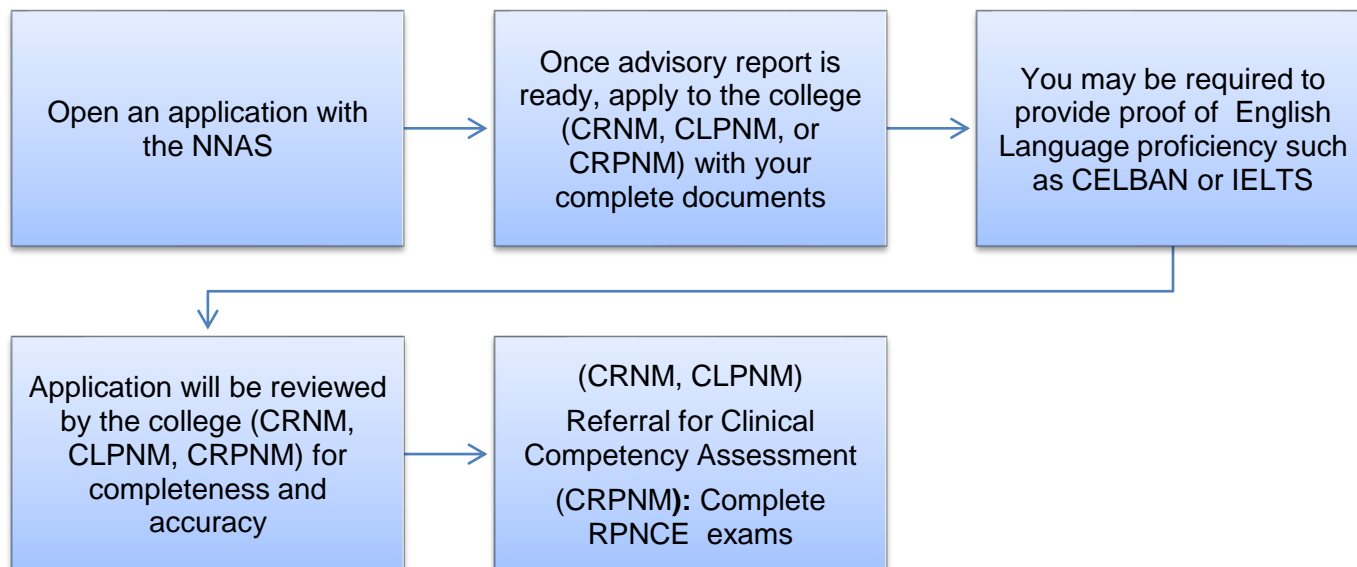 Open an application with
the NNAS
Once advisory report is
ready, apply to the college
(CRNM, CLPNM, or
CRPNM) with your
complete documents
You may be required to
provide proof of English
Language proficiency such
as CELBAN or IELTS
Application will be reviewed
by the college (CRNM,
CLPNM, CRPNM) for
completeness and
accuracy
(CRNM, CLPNM)
Referral for Clinical
Competency Assessment
(CRPNM): Complete
RPNCE exams